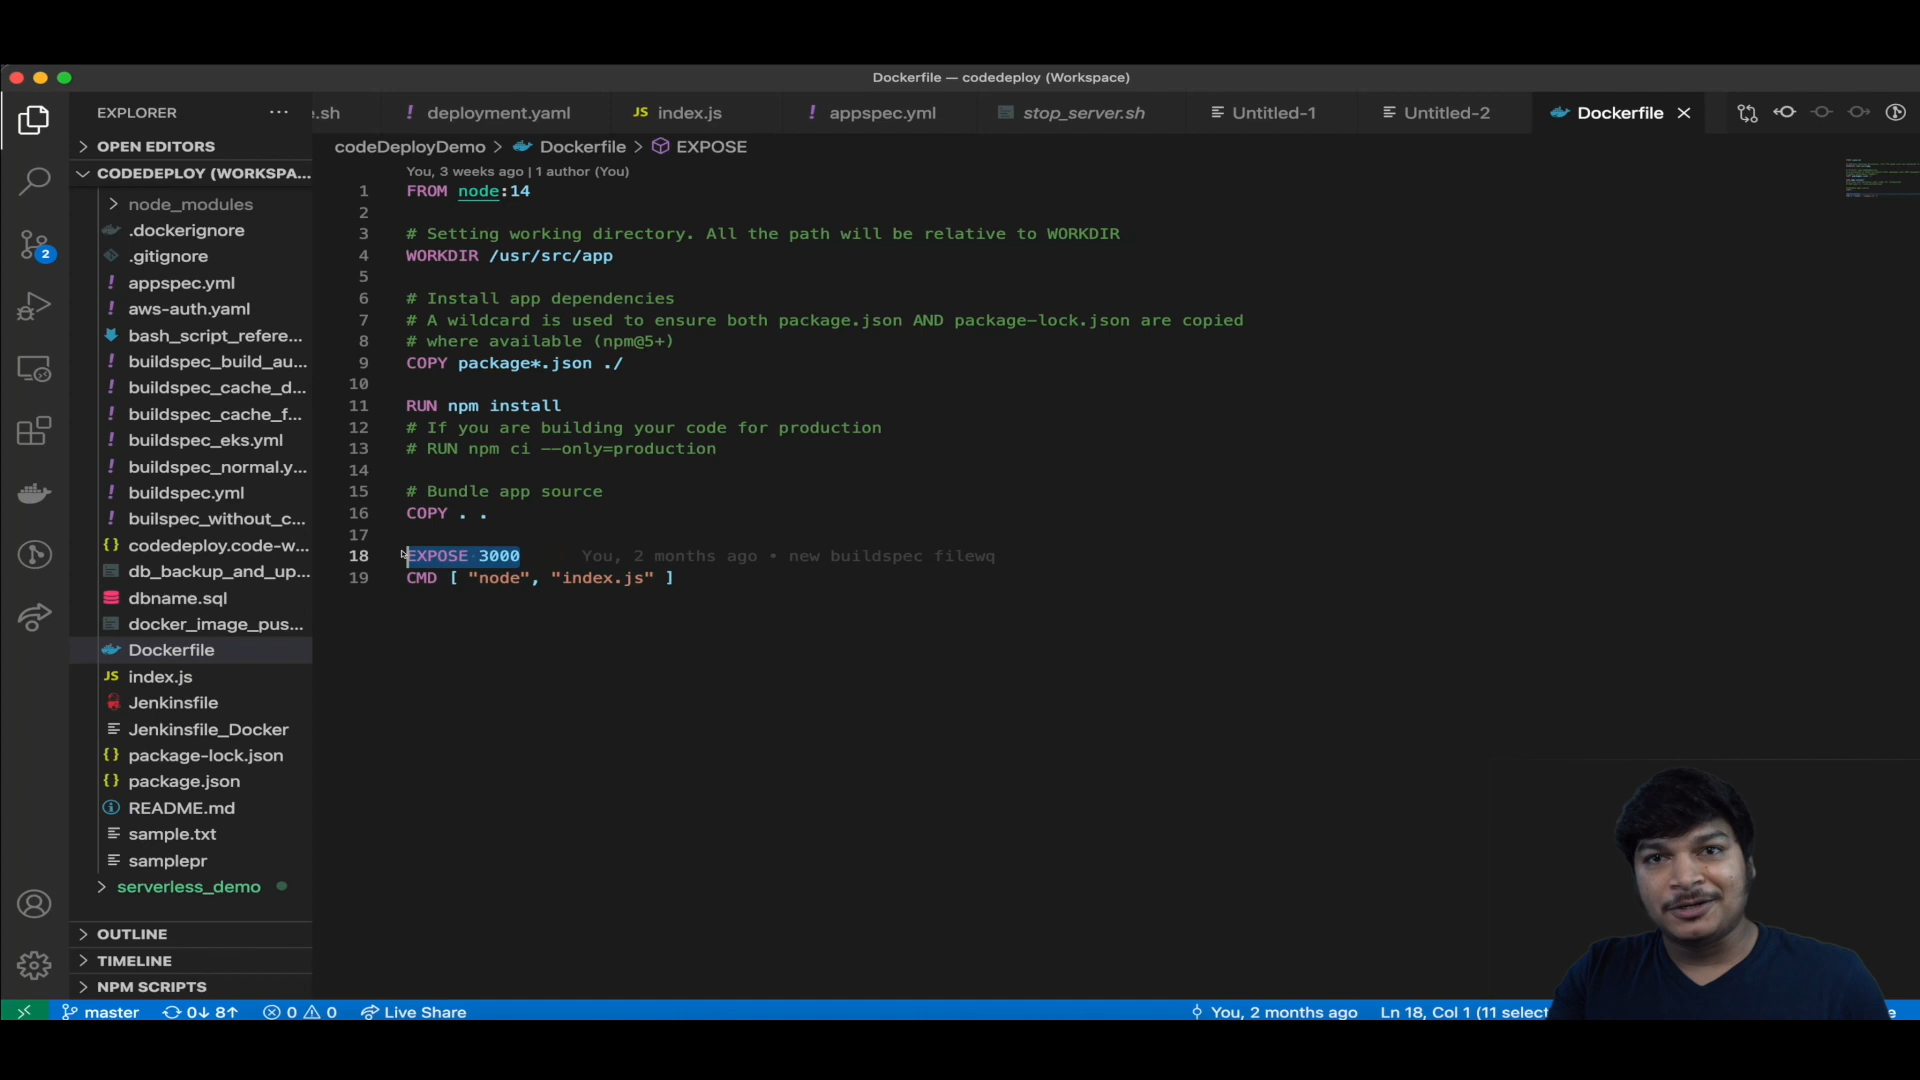 Dockerfile — codedeploy (Workspace)
EXPLORER
e.sh
! deployment.yaml
JS index.js
! appspec.yml
stop_server.sh
Untitled-1
Untitled-2
Dockerfile
codeDeployDemo > Dockerfile > EXPOSE
OPEN EDITORS
CODEDEPLOY (WORKSPA...
node_modules
.dockerignore
.gitignore
! appspec.yml
! aws-auth.yaml
bash_script_refere...
! buildspec_build_au...
! buildspec_cache_d...
! buildspec_cache_f...
! buildspec_eks.yml
! buildspec_normal.y...
! buildspec.yml
! builspec_without_c...
{} codedeploy.code-w...
db_backup_and_up...
dbname.sql
docker_image_pus...
Dockerfile
JS index.js
Jenkinsfile
Jenkinsfile_Docker
{} package-lock.json
{} package.json
README.md
sample.txt
samplepr
serverless_demo
OUTLINE
TIMELINE
NPM SCRIPTS
2
You, 3 weeks ago | 1 author (You)
1 FROM node:14
2
3 # Setting working directory. All the path will be relative to WORKDIR
4 WORKDIR /usr/src/app
5
6 # Install app dependencies
7 # A wildcard is used to ensure both package.json AND package-lock.json are copied
8 # where available (npm@5+)
9 COPY package*.json ./
10
11 RUN npm install
12 # If you are building your code for production
13 # RUN npm ci --only=production
14
15 # Bundle app source
16 COPY . .
17
18 EXPOSE 3000 You, 2 months ago • new buildspec filewq
19 CMD [ "node", "index.js" ]
master 0↓ 8↑ 0 0 Live Share
You, 2 months ago Ln 18, Col 1 (11 select